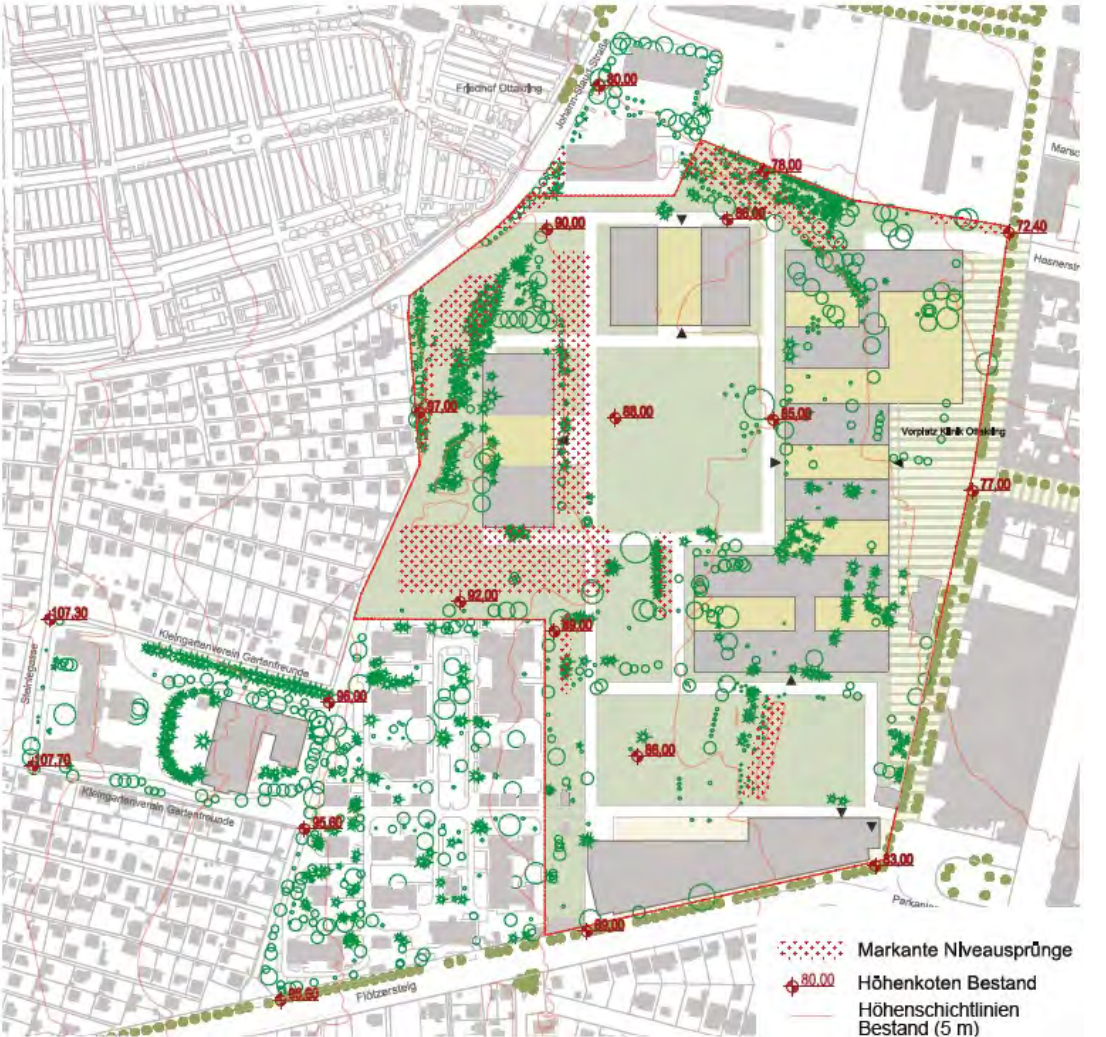 Johann-Staud-Straße
Friedhof Ottakring
80,00
78,00
Hasnerstr
72,40
86,00
90,00
97,00
88,00
85,00
Vorplatz Klinik Ottakring
77,00
92,00
89,00
107,30
Kleingartenverein Gartenfreunde
Steinlegasse
96,00
86,00
107,70
Kleingartenverein Gartenfreunde
95,60
83,00
89,00
Flötzersteig
Markante Niveausprünge
80,00 Höhenkoten Bestand
Höhenschichtlinien
Bestand (5 m)